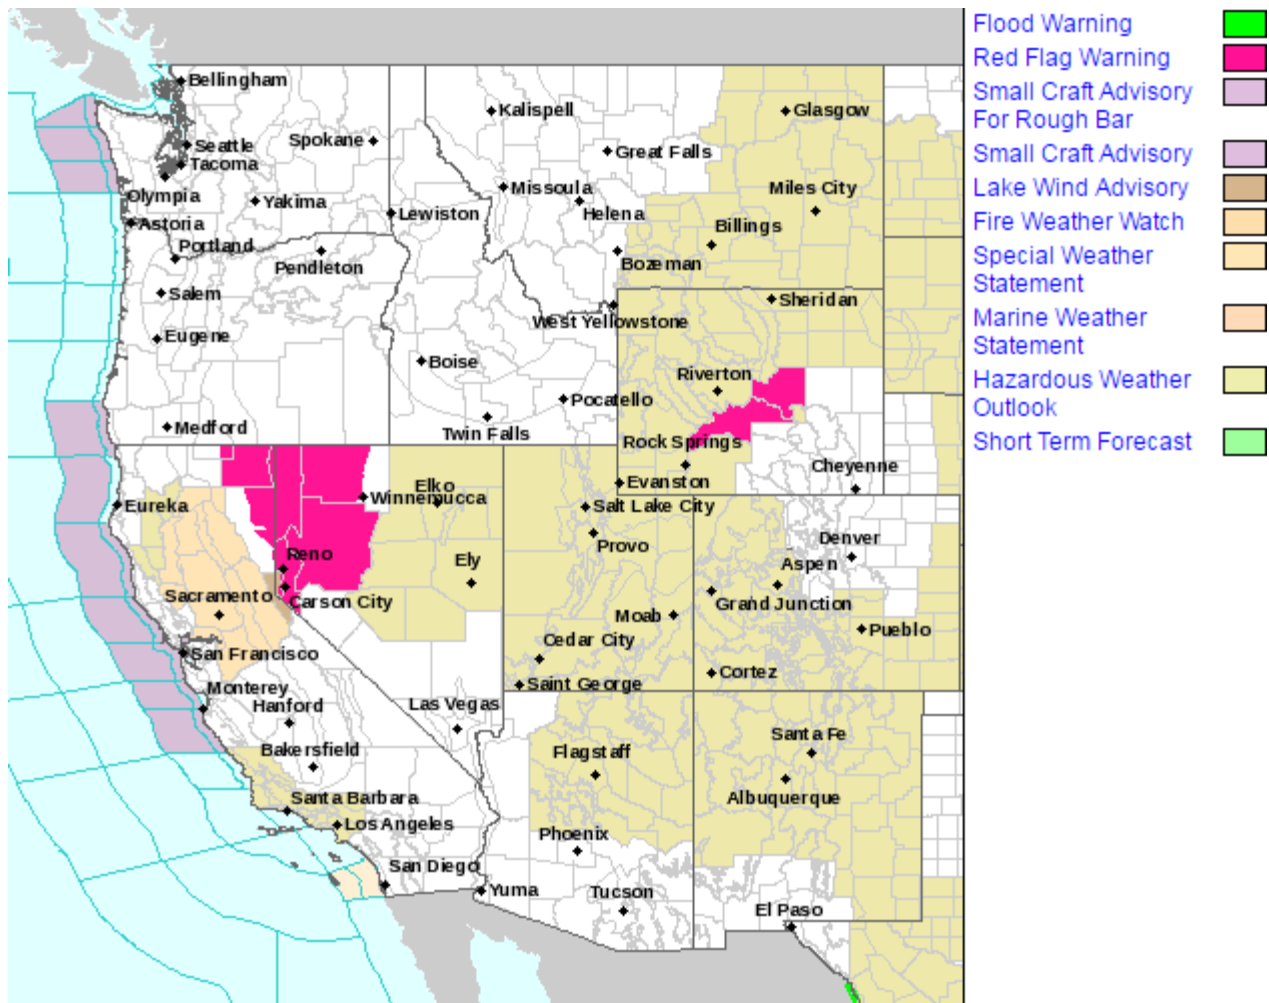 Flood Warning
Red Flag Warning
Small Craft Advisory
For Rough Bar
Small Craft Advisory
Lake Wind Advisory
Fire Weather Watch
Special Weather
Statement
Marine Weather
Statement
Hazardous Weather
Outlook
Short Term Forecast
Bellingham
Kalispell
Glasgow
Seattle
Spokane
Great Falls
Tacoma
Olympia
Yakima
Missoula
Miles City
Lewiston
Helena
Astoria
Billings
Portland
Pendleton
Bozeman
Salem
Sheridan
West Yellowstone
Eugene
Boise
Riverton
Pocatello
Medford
Twin Falls
Rock Springs
Cheyenne
Evanston
Elko
Winnemucca
Eureka
Salt Lake City
Provo
Denver
Reno
Ely
Aspen
Sacramento
Carson City
Grand Junction
Moab
Pueblo
Cedar City
San Francisco
Cortez
Saint George
Monterey
Hanford
Las Vegas
Santa Fe
Bakersfield
Flagstaff
Albuquerque
Santa Barbara
Los Angeles
Phoenix
San Diego
Yuma
Tucson
El Paso